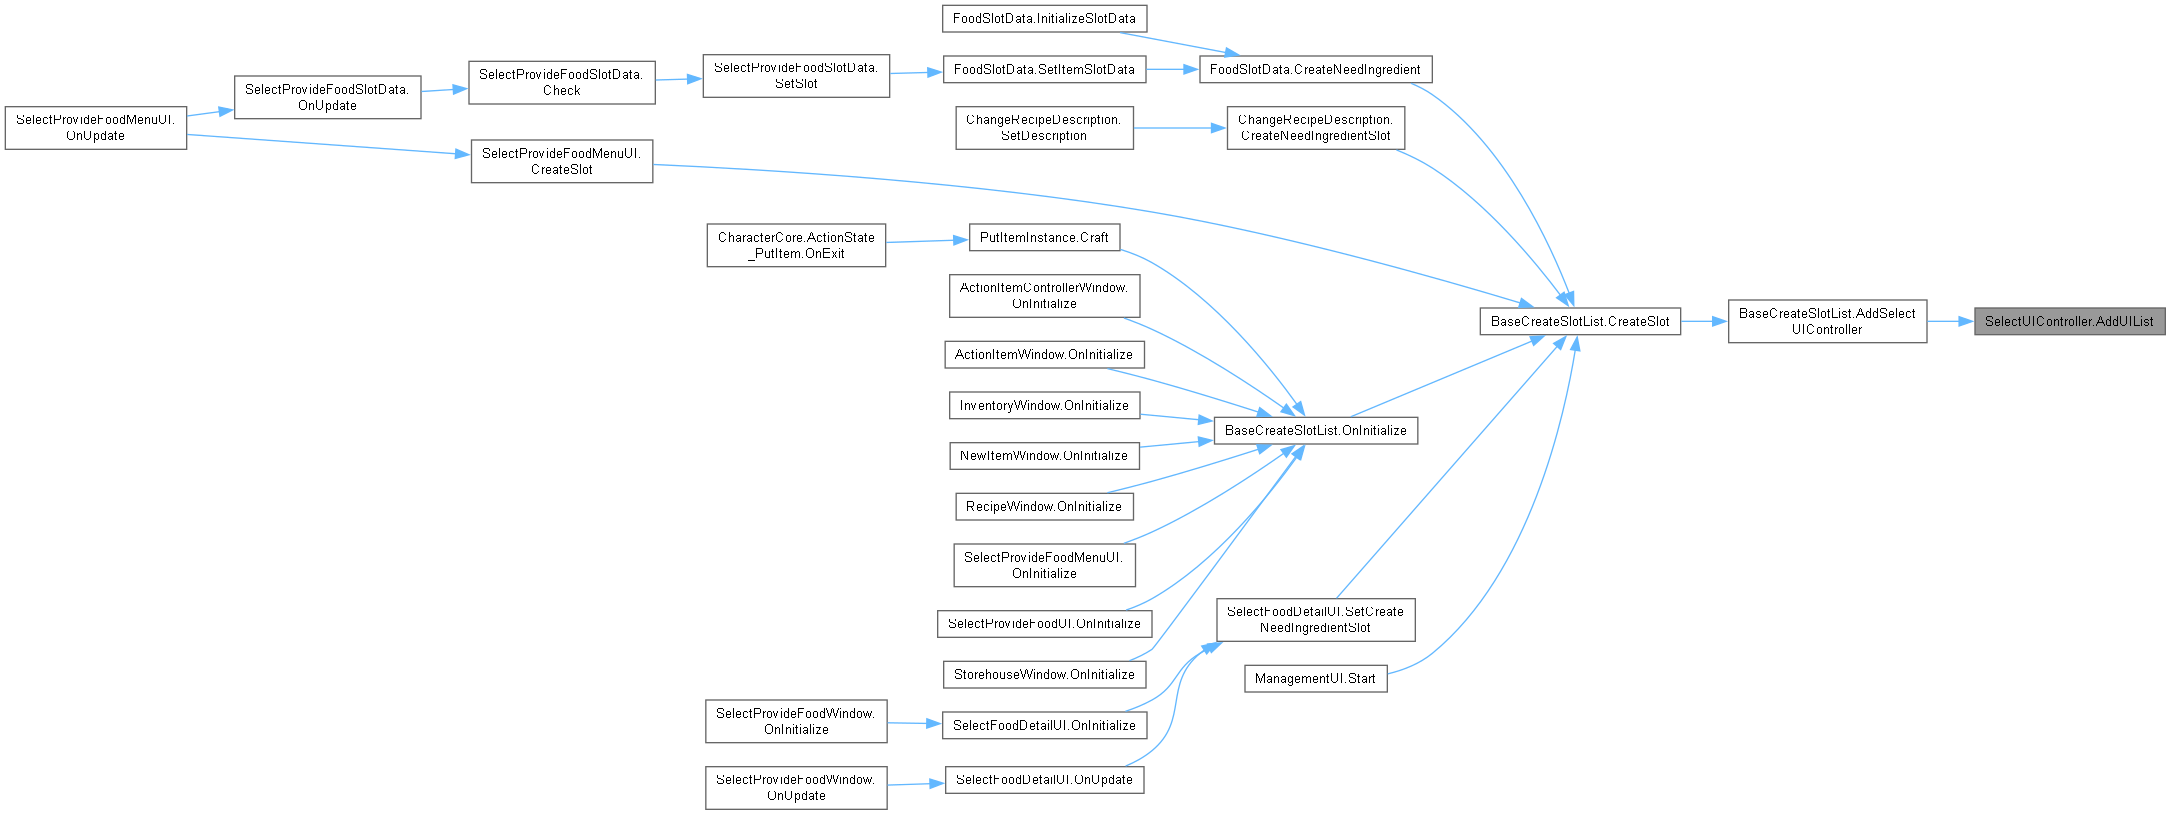 FoodSlotData.InitializeSlotData
SelectProvideFoodMenuUI.
OnUpdate
SelectProvideFoodSlotData.
OnUpdate
SelectProvideFoodSlotData.
Check
SelectProvideFoodSlotData.
SetSlot
FoodSlotData.SetItemSlotData
FoodSlotData.CreateNeedIngredient
ChangeRecipeDescription.
SetDescription
ChangeRecipeDescription.
CreateNeedIngredientSlot
SelectProvideFoodMenuUI.
CreateSlot
CharacterCore.ActionState
_PutItem.OnExit
PutItemInstance.Craft
ActionItemControllerWindow.
OnInitialize
BaseCreateSlotList.CreateSlot
BaseCreateSlotList.AddSelect
UIController
SelectUIController.AddUIList
ActionItemWindow.OnInitialize
InventoryWindow.OnInitialize
BaseCreateSlotList.OnInitialize
NewItemWindow.OnInitialize
RecipeWindow.OnInitialize
SelectProvideFoodMenuUI.
OnInitialize
SelectProvideFoodUI.OnInitialize
SelectFoodDetailUI.SetCreate
NeedIngredientSlot
StorehouseWindow.OnInitialize
ManagementUI.Start
SelectProvideFoodWindow.
OnInitialize
SelectFoodDetailUI.OnInitialize
SelectProvideFoodWindow.
OnUpdate
SelectFoodDetailUI.OnUpdate